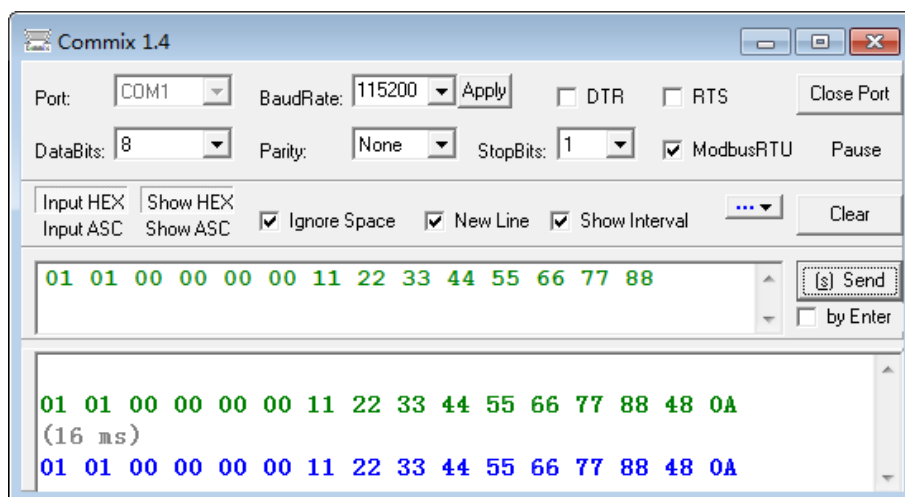 Commix 1.4
Port: COM1 BaudRate: 115200 Apply DTR RTS Close Port
DataBits: 8 Parity: None StopBits: 1 ModbusRTU Pause
Input HEX Show HEX
Input ASC Show ASC Ignore Space New Line Show Interval ... Clear
01 01 00 00 00 00 11 22 33 44 55 66 77 88 (s) Send
by Enter
01 01 00 00 00 00 11 22 33 44 55 66 77 88 48 0A
(16 ms)
01 01 00 00 00 00 11 22 33 44 55 66 77 88 48 0A